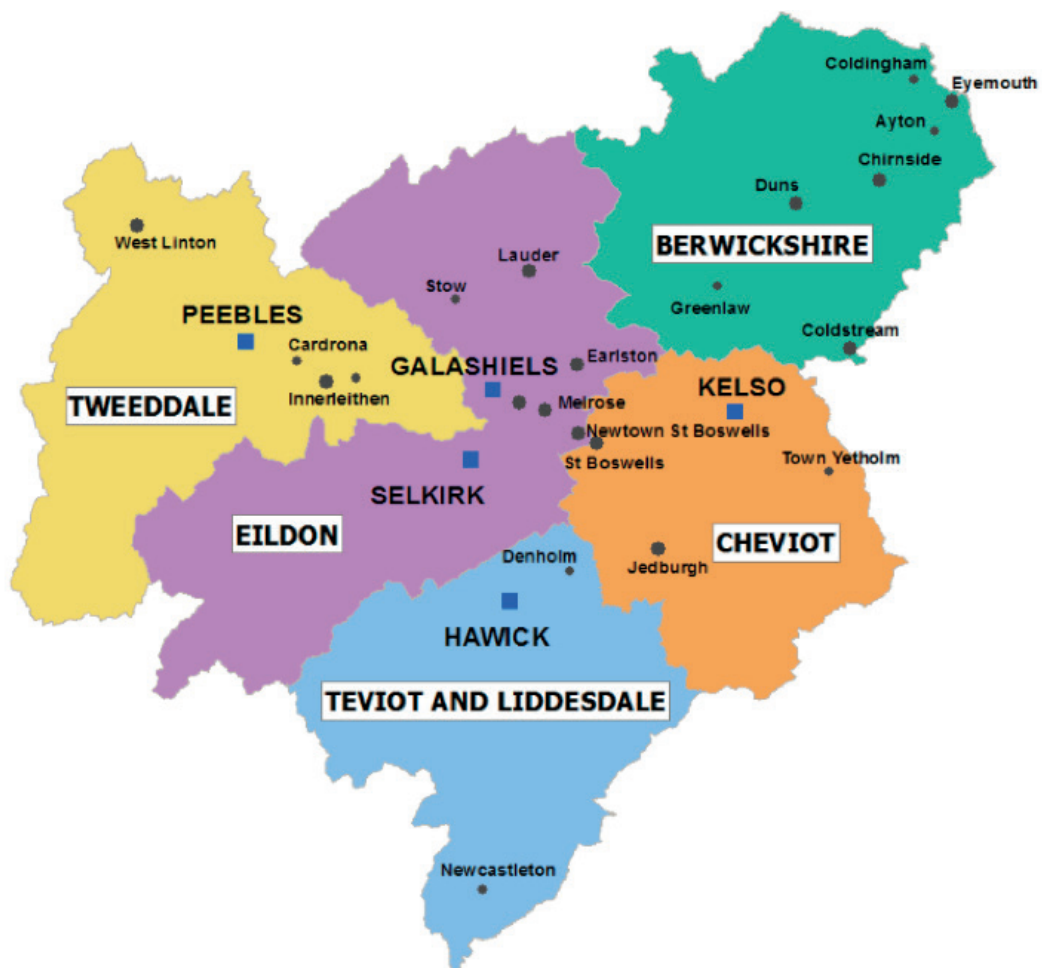 Coldingham
Eyemouth
Ayton
Chirnside
Duns
BERWICKSHIRE
West Linton
Lauder
Stow
Greenlaw
PEEBLES
Coldstream
Cardrona
Earlston
GALASHIELS
KELSO
TWEEDDALE
Innerleithen
Melrose
Newtown St Boswells
St Boswells
Town Yetholm
SELKIRK
EILDON
CHEVIOT
Denholm
Jedburgh
HAWICK
TEVIOT AND LIDDESDALE
Newcastleton